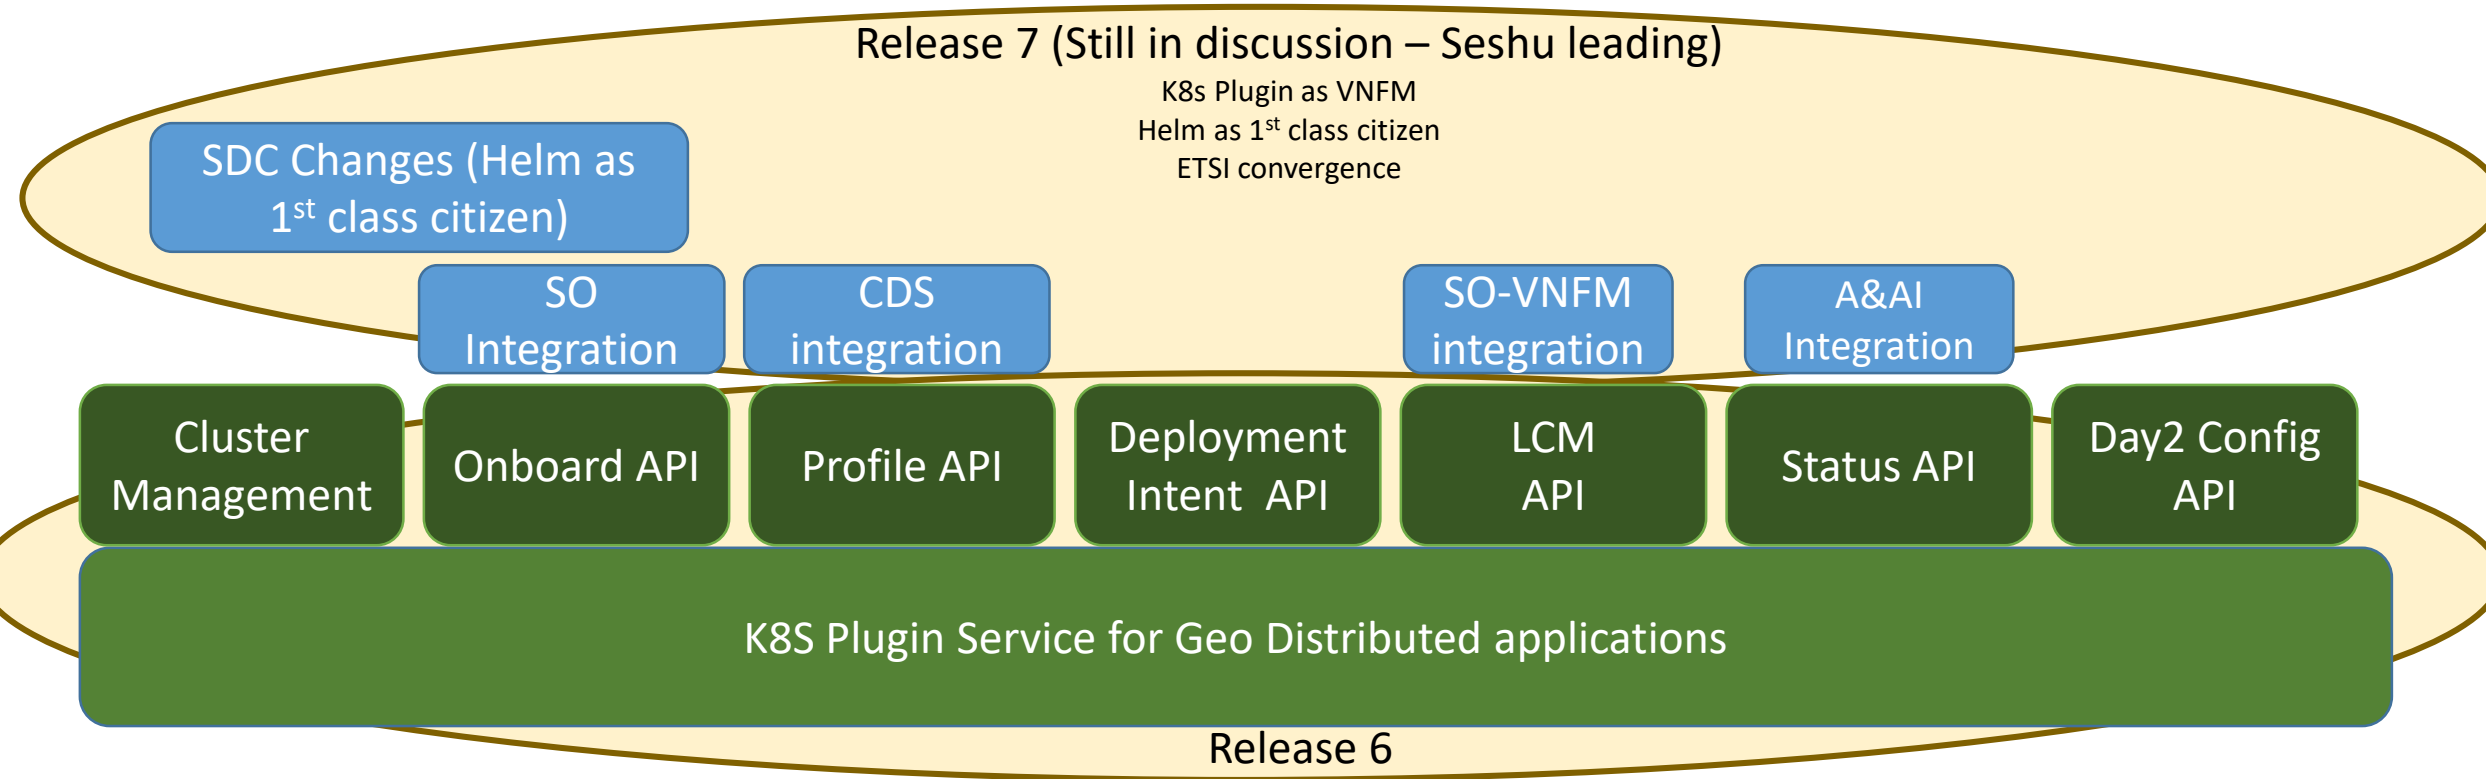 Release 7 (Still in discussion – Seshu leading)
K8s Plugin as VNFM
Helm as 1st class citizen
ETSI convergence
SDC Changes (Helm as
1st class citizen)
SO
Integration
CDS
integration
SO-VNFM
integration
A&AI
Integration
Cluster
Management
Onboard API
Profile API
Deployment
Intent  API
LCM
API
Status API
Day2 Config
API
K8S Plugin Service for Geo Distributed applications
Release 6